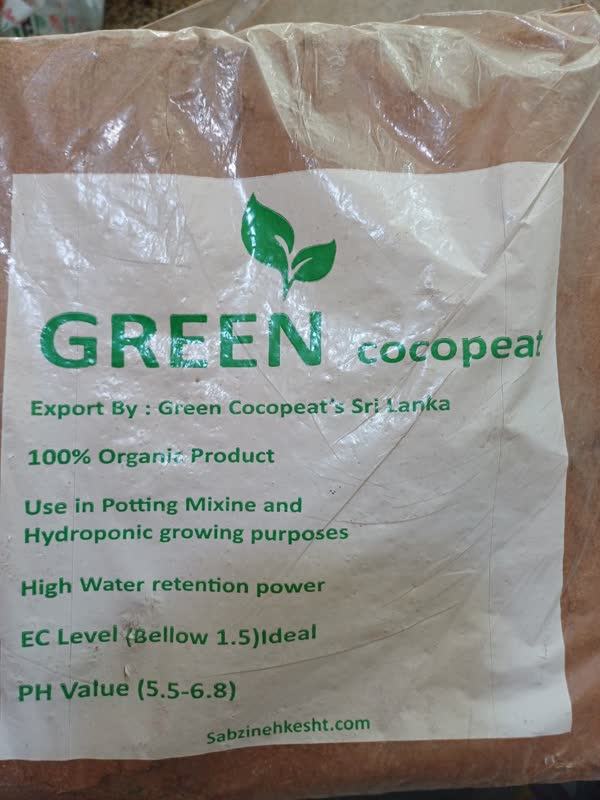 GREEN cocopeat
Export By : Green Cocopeat's Sri Lanka
100% Organic Product
Use in Potting Mixine and
Hydroponic growing purposes
High Water retention power
EC Level (Bellow 1.5)Ideal
PH Value (5.5-6.8)
Sabzinehkesht.com